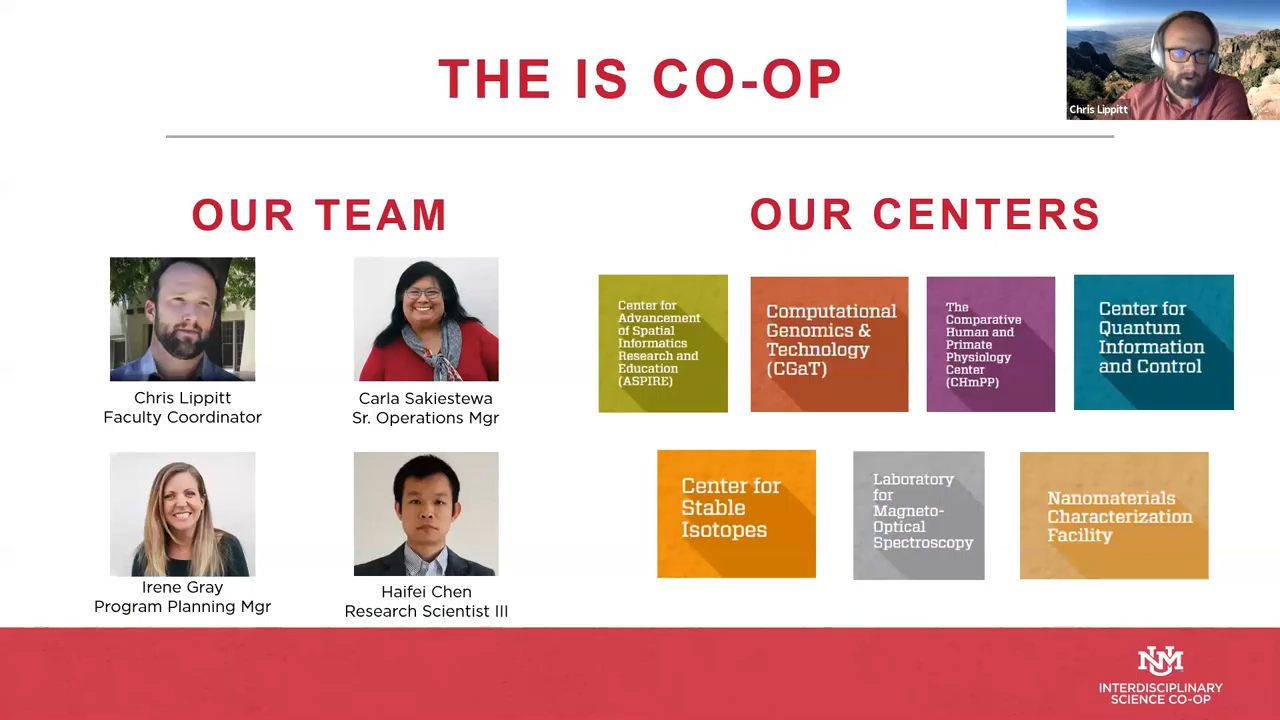 THE IS CO-OP
Chris Lippitt
OUR TEAM
Chris Lippitt
Faculty Coordinator
Carla Sakiestewa
Sr. Operations Mgr
Irene Gray
Program Planning Mgr
Haifei Chen
Research Scientist III
OUR CENTERS
Center for
Advancement
of Spatial
Informatics
Research and
Education
(ASPIRE)
Computational
Genomics &
Technology
(CGaT)
The
Comparative
Human and
Primate
Physiology
Center
(CHmPP)
Center for
Quantum
Information
and Control
Center for
Stable
Isotopes
Laboratory
for
Magneto-
Optical
Spectroscopy
Nanomaterials
Characterization
Facility
UNM
INTERDISCIPLINARY
SCIENCE CO-OP